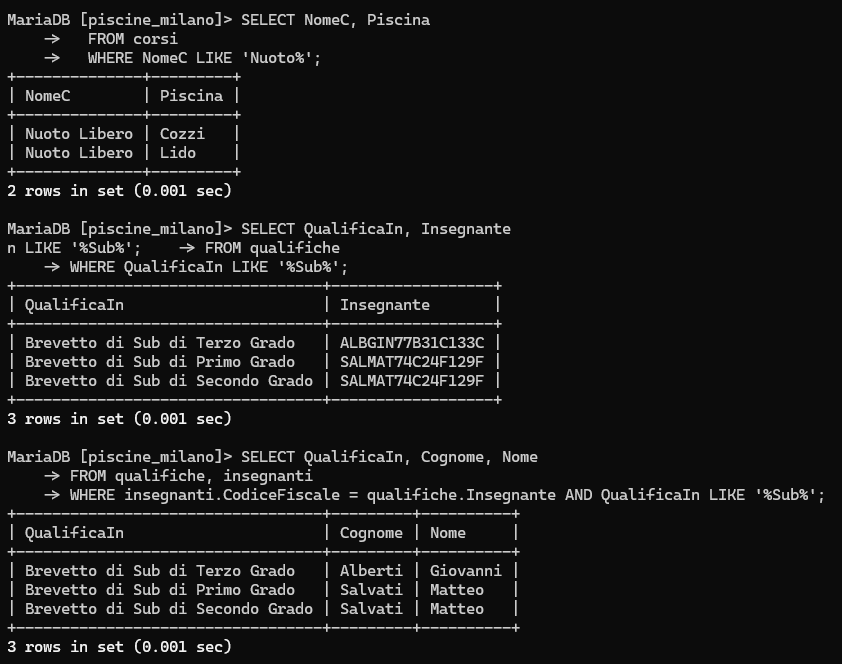 MariaDB [piscine_milano]> SELECT NomeC, Piscina
    ->   FROM corsi
    ->   WHERE NomeC LIKE 'Nuoto%';
+--------------+---------+
| NomeC        | Piscina |
+--------------+---------+
| Nuoto Libero | Cozzi   |
| Nuoto Libero | Lido    |
+--------------+---------+
2 rows in set (0.001 sec)

MariaDB [piscine_milano]> SELECT QualificaIn, Insegnante
n LIKE '%Sub%';    -> FROM qualifiche
    -> WHERE QualificaIn LIKE '%Sub%';
+----------------------------------+------------------+
| QualificaIn                      | Insegnante       |
+----------------------------------+------------------+
| Brevetto di Sub di Terzo Grado   | ALBGIN77B31C133C |
| Brevetto di Sub di Primo Grado   | SALMAT74C24F129F |
| Brevetto di Sub di Secondo Grado | SALMAT74C24F129F |
+----------------------------------+------------------+
3 rows in set (0.001 sec)

MariaDB [piscine_milano]> SELECT QualificaIn, Cognome, Nome
    -> FROM qualifiche, insegnanti
    -> WHERE insegnanti.CodiceFiscale = qualifiche.Insegnante AND QualificaIn LIKE '%Sub%';
+----------------------------------+---------+----------+
| QualificaIn                      | Cognome | Nome     |
+----------------------------------+---------+----------+
| Brevetto di Sub di Terzo Grado   | Alberti | Giovanni |
| Brevetto di Sub di Primo Grado   | Salvati | Matteo   |
| Brevetto di Sub di Secondo Grado | Salvati | Matteo   |
+----------------------------------+---------+----------+
3 rows in set (0.001 sec)